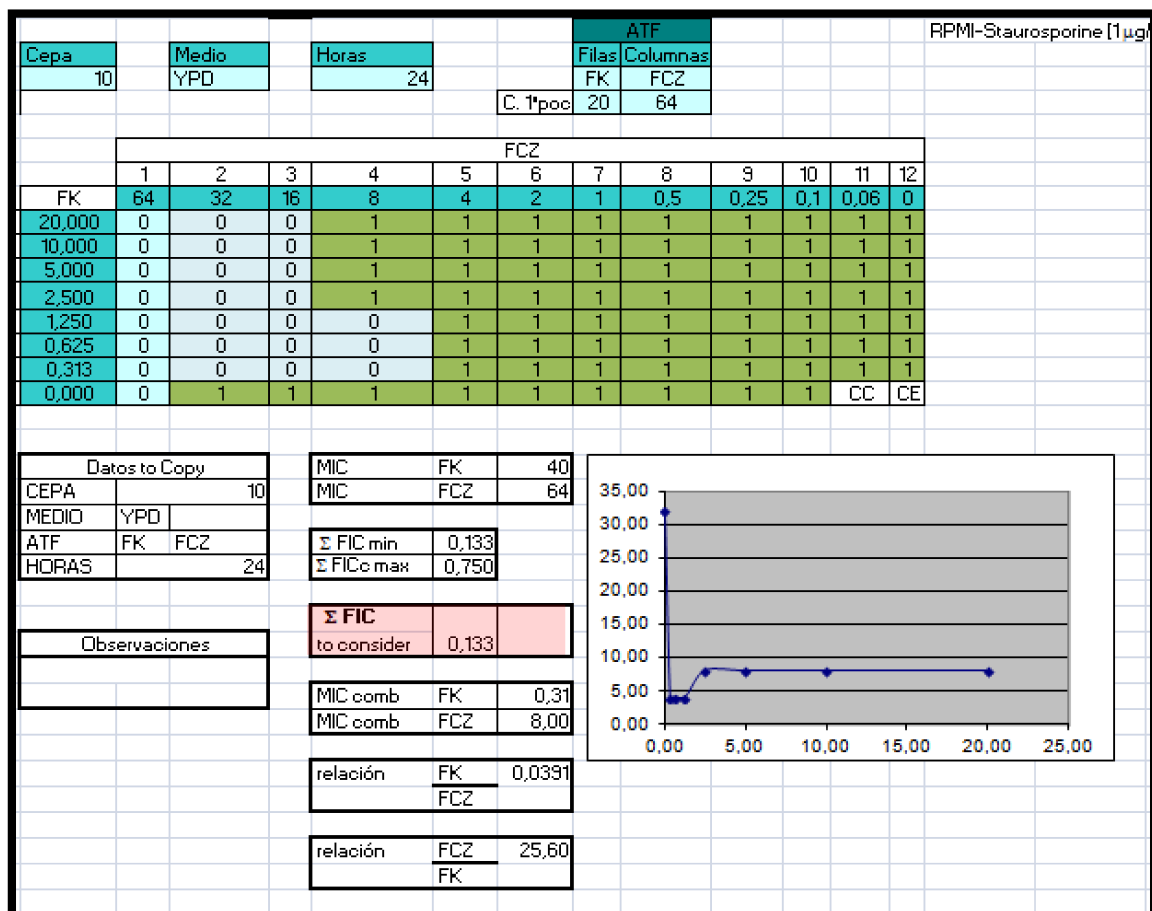 ATF RPMI-Staurosporine [1µg/
Cepa Medio Horas Filas Columnas
10 YPD 24 FK FCZ
C. 1ªpoc 20 64
FCZ
1 2 3 4 5 6 7 8 9 10 11 12
FK 64 32 16 8 4 2 1 0,5 0,25 0,1 0,06 0
20,000 0 0 0 1 1 1 1 1 1 1 1 1
10,000 0 0 0 1 1 1 1 1 1 1 1 1
5,000 0 0 0 1 1 1 1 1 1 1 1 1
2,500 0 0 0 1 1 1 1 1 1 1 1 1
1,250 0 0 0 0 1 1 1 1 1 1 1 1
0,625 0 0 0 0 1 1 1 1 1 1 1 1
0,313 0 0 0 0 1 1 1 1 1 1 1 1
0,000 0 1 1 1 1 1 1 1 1 1 CC CE
Datos to Copy
CEPA 10
MEDIO YPD
ATF FK FCZ
HORAS 24
Observaciones
MIC FK 40
MIC FCZ 64
Σ FIC min 0,133
Σ FICc max 0,750
Σ FIC
to consider 0,133
MIC comb FK 0,31
MIC comb FCZ 8,00
relación FK 0,0391
FCZ
relación FCZ 25,60
FK
35,00
30,00
25,00
20,00
15,00
10,00
5,00
0,00
0,00 5,00 10,00 15,00 20,00 25,00